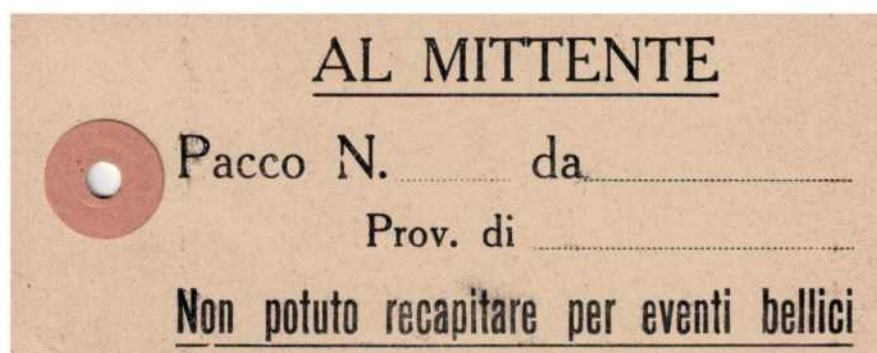 AL MITTENTE
Pacco N. ........ da ........................
Prov. di ........................
Non potuto recapitare per eventi bellici